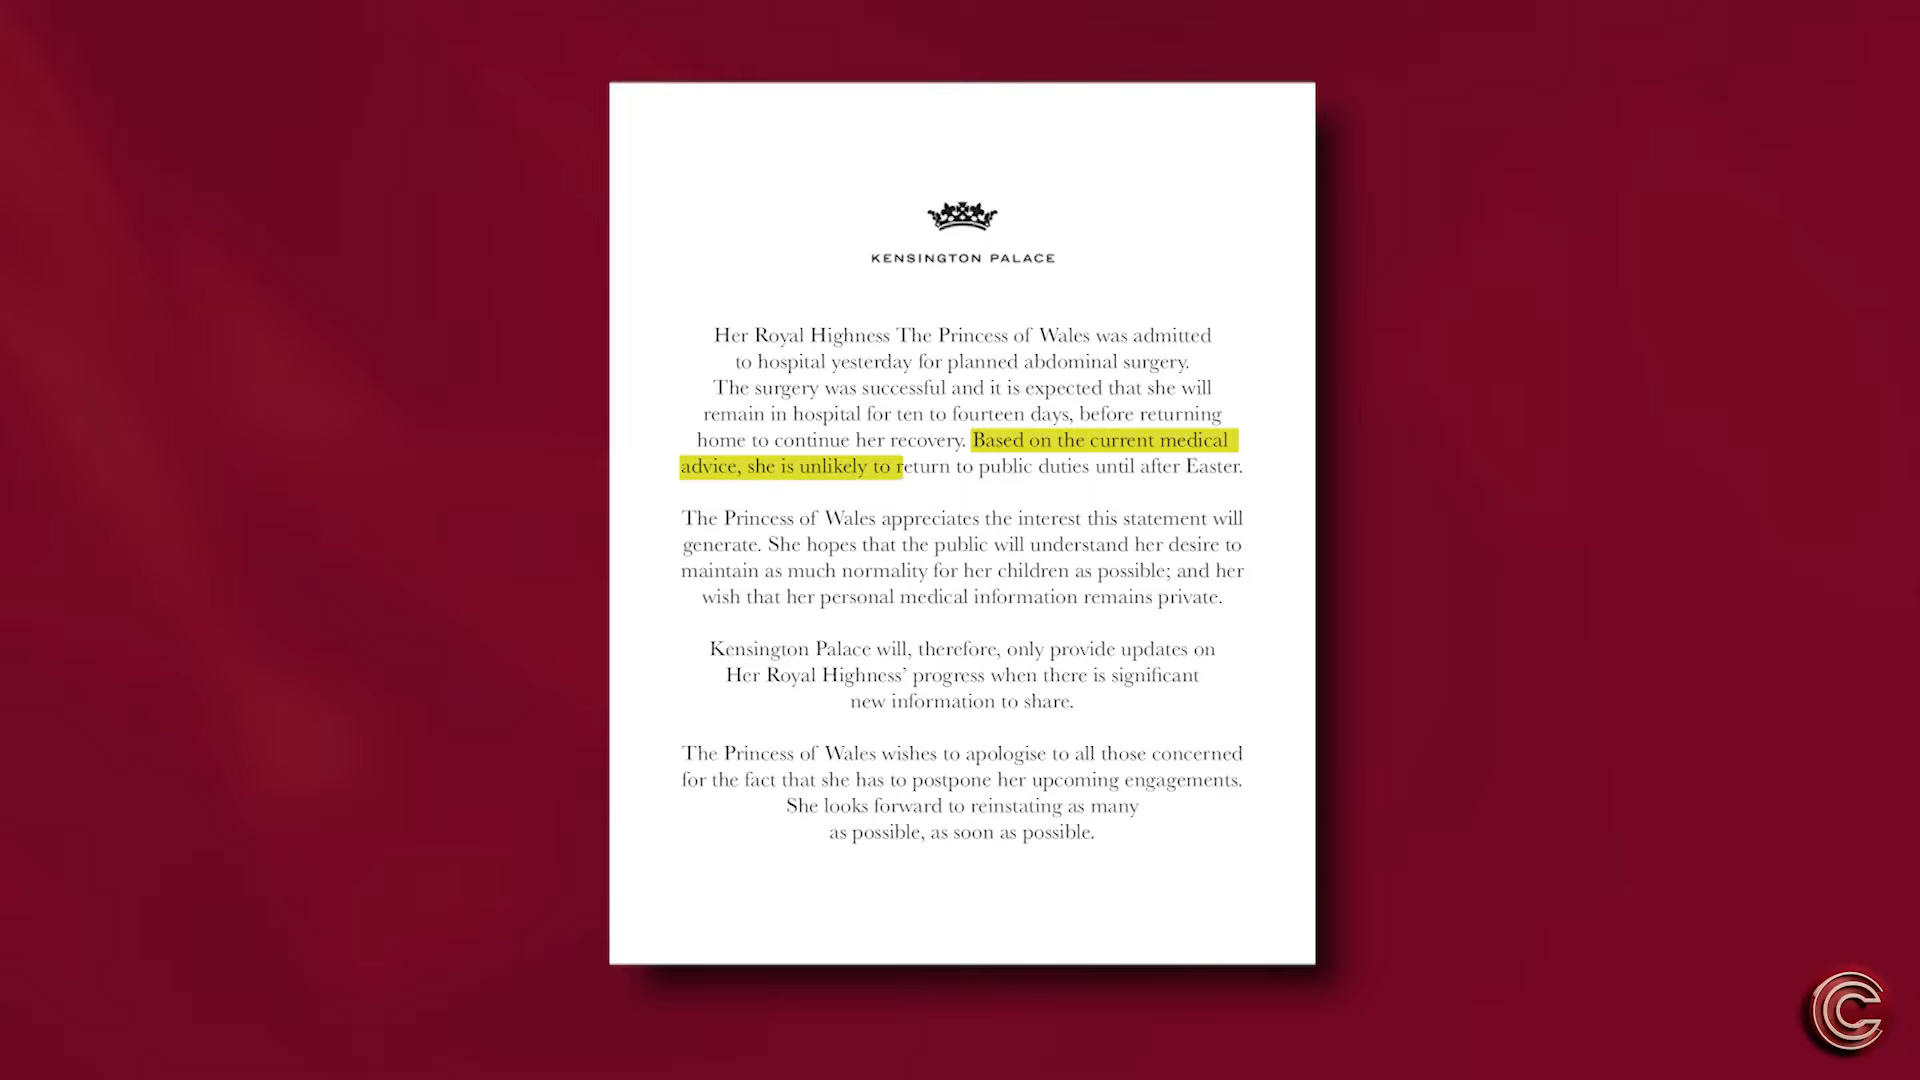 KENSINGTON PALACE
Her Royal Highness The Princess of Wales was admitted
to hospital yesterday for planned abdominal surgery.
The surgery was successful and it is expected that she will
remain in hospital for ten to fourteen days, before returning
home to continue her recovery. Based on the current medical
advice, she is unlikely to return to public duties until after Easter.
The Princess of Wales appreciates the interest this statement will
generate. She hopes that the public will understand her desire to
maintain as much normality for her children as possible; and her
wish that her personal medical information remains private.
Kensington Palace will, therefore, only provide updates on
Her Royal Highness’ progress when there is significant
new information to share.
The Princess of Wales wishes to apologise to all those concerned
for the fact that she has to postpone her upcoming engagements.
She looks forward to reinstating as many
as possible, as soon as possible.